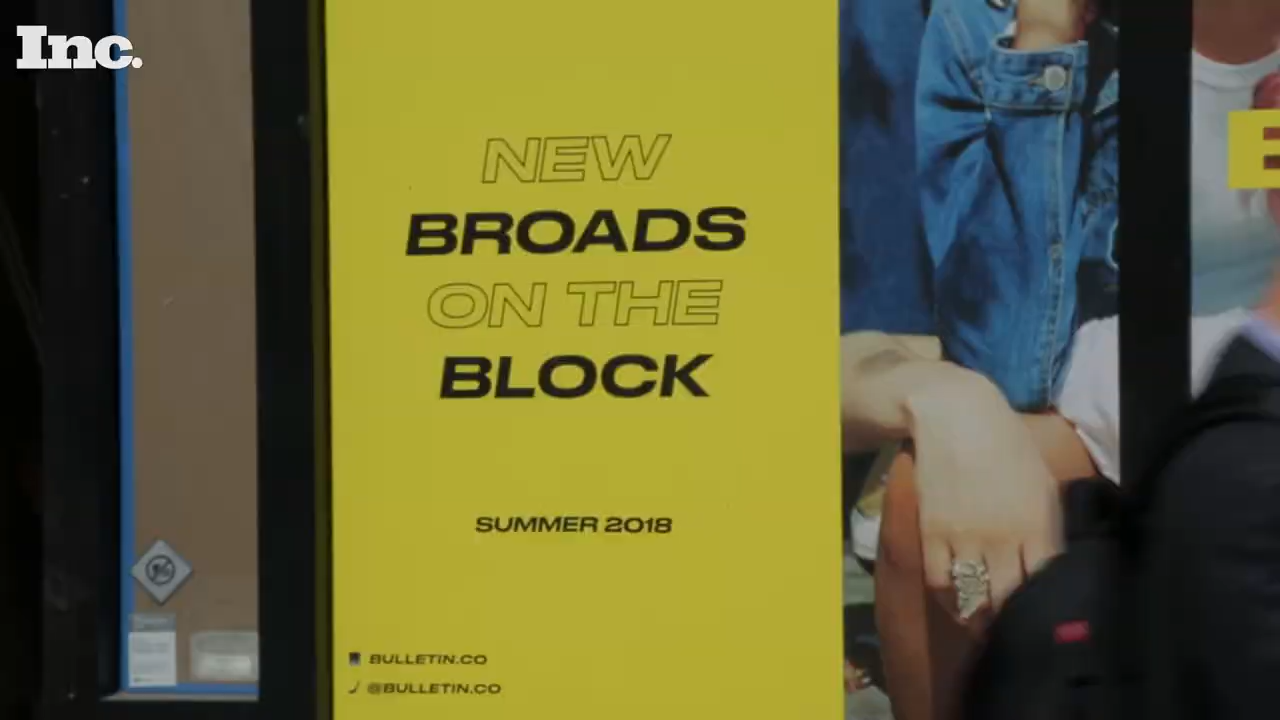 Inc.
NEW
BROADS
ON THE
BLOCK
SUMMER 2018
BULLETIN.CO
@BULLETIN.CO